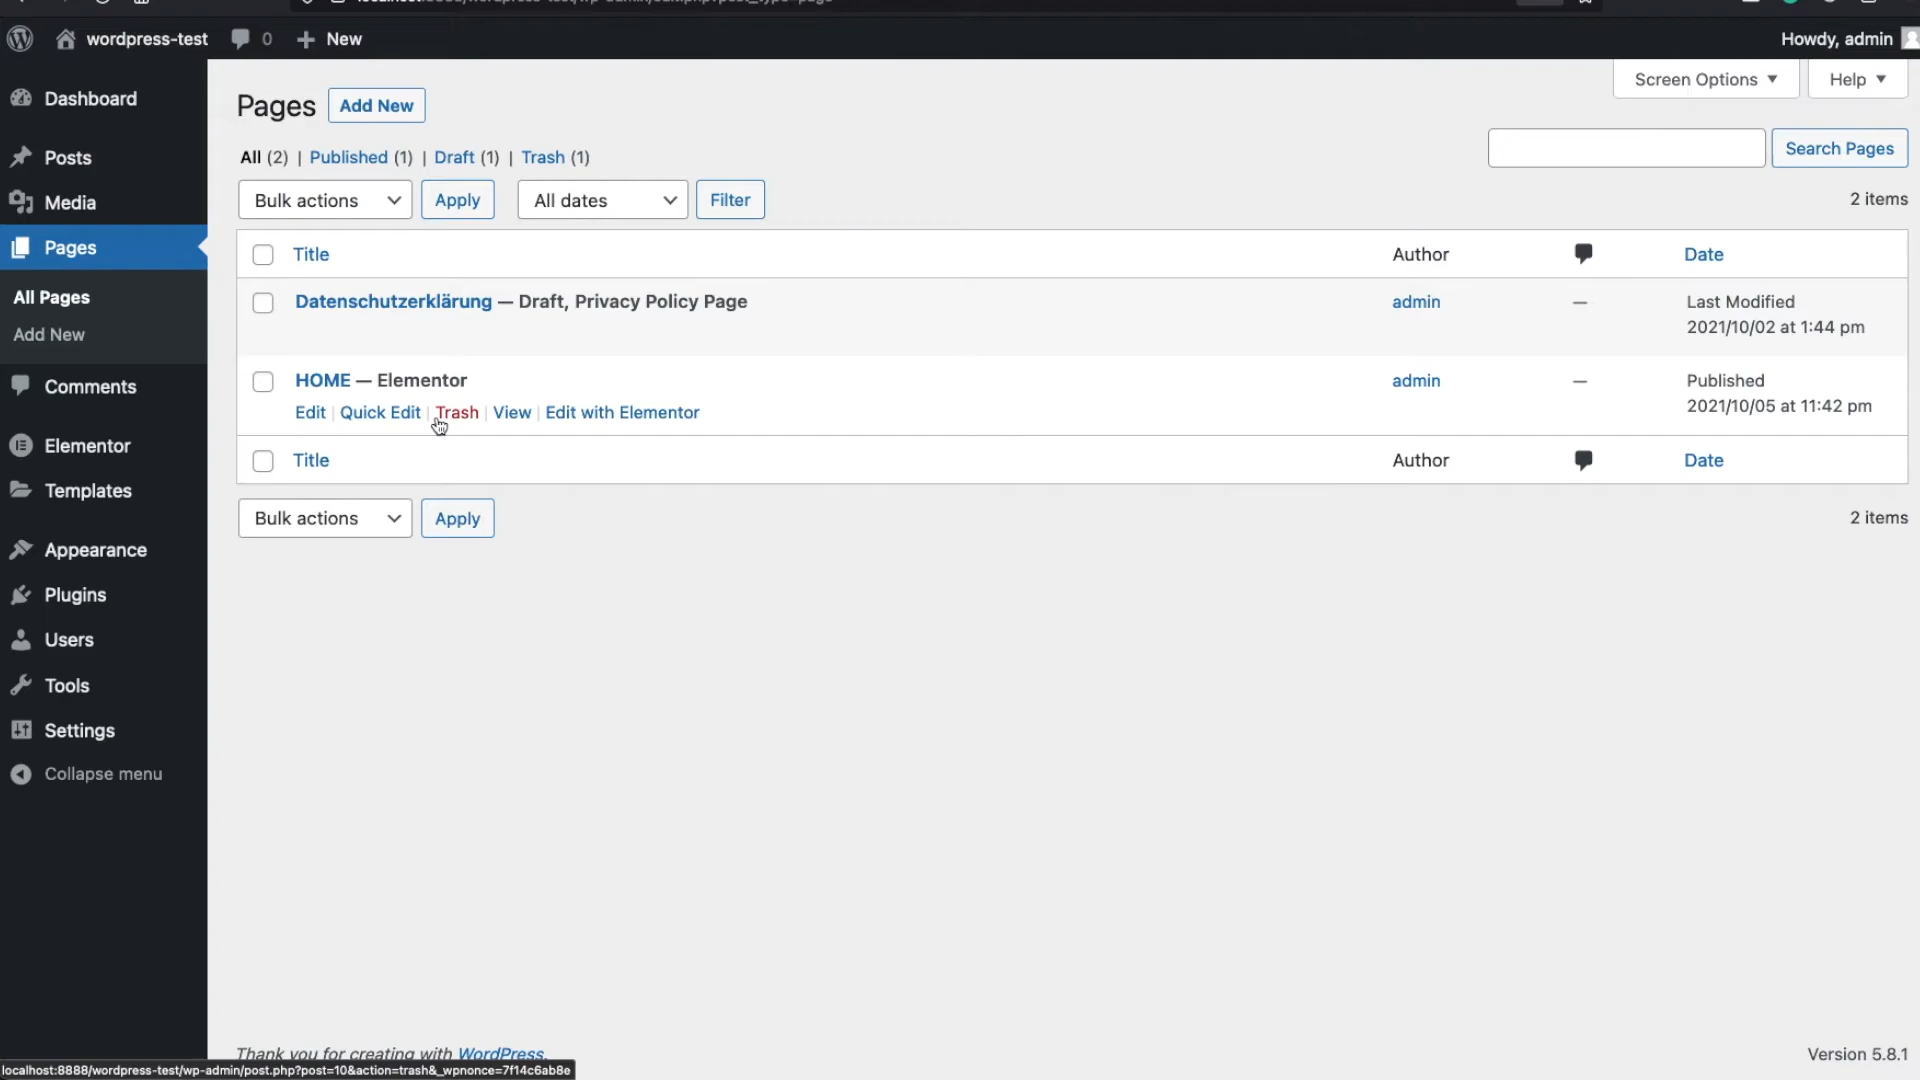 wordpress-test 0 New
Howdy, admin
Dashboard
Posts
Media
Pages
All Pages
Add New
Comments
Elementor
Templates
Appearance
Plugins
Users
Tools
Settings
Collapse menu
Screen Options
Help
Pages Add New
All (2) | Published (1) | Draft (1) | Trash (1)
Search Pages
Bulk actions Apply All dates Filter
2 items
Title Author Date
Datenschutzerklärung — Draft, Privacy Policy Page admin — Last Modified
2021/10/02 at 1:44 pm
HOME — Elementor admin — Published
2021/10/05 at 11:42 pm
Edit | Quick Edit | Trash | View | Edit with Elementor
Title Author Date
Bulk actions Apply
2 items
Thank you for creating with WordPress.
Version 5.8.1
localhost:8888/wordpress-test/wp-admin/post.php?post=10&action=trash&_wpnonce=7f14c6ab8e